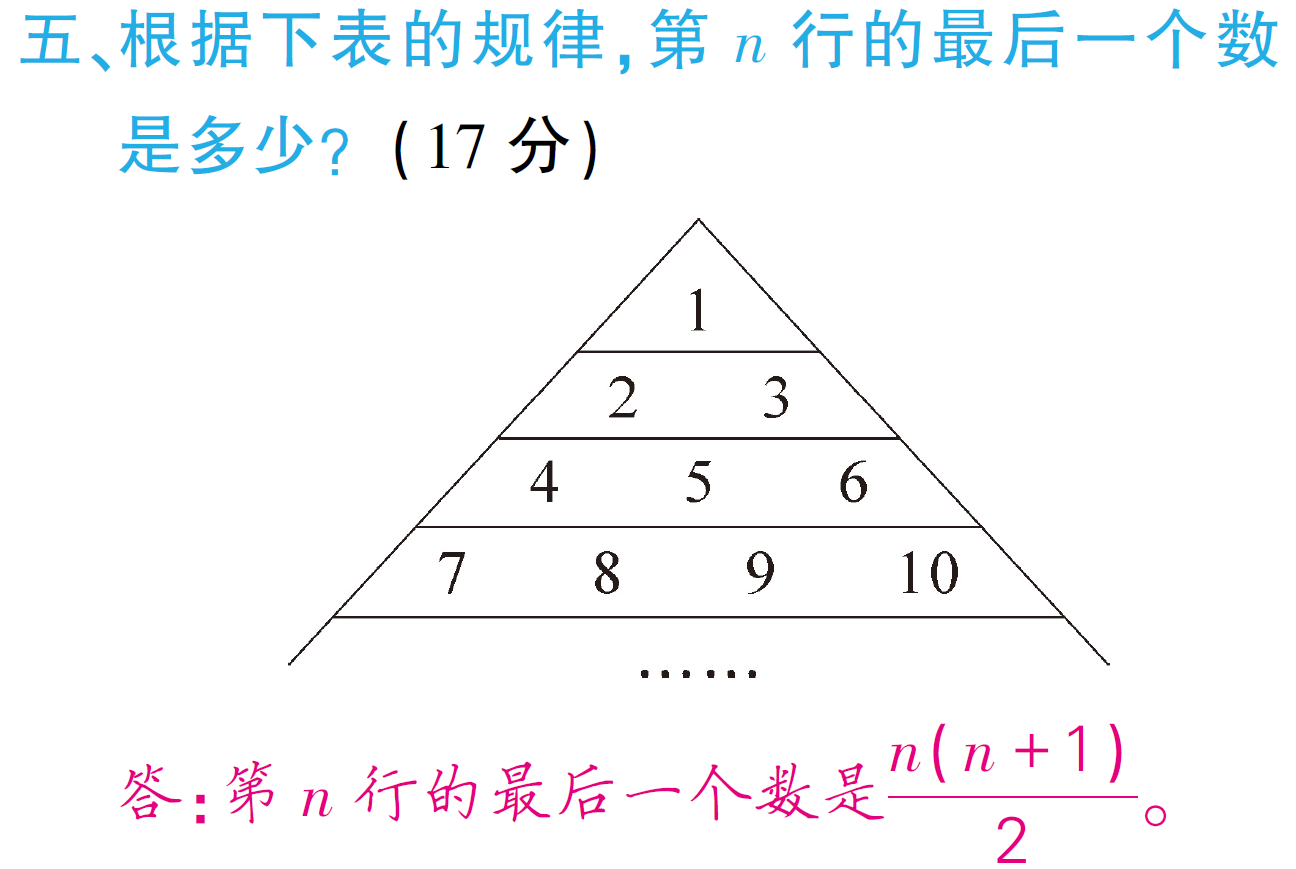 五、根据下表的规律,第 n 行的最后一个数
是多少? (17 分)
1
2 3
4 5 6
7 8 9 10
……
答:第 n 行的最后一个数是 n(n+1)/2。